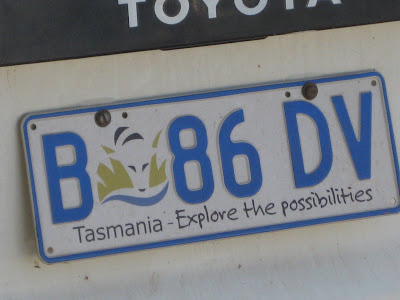 TOYOTA
B 86 DV
Tasmania - Explore the possibilities